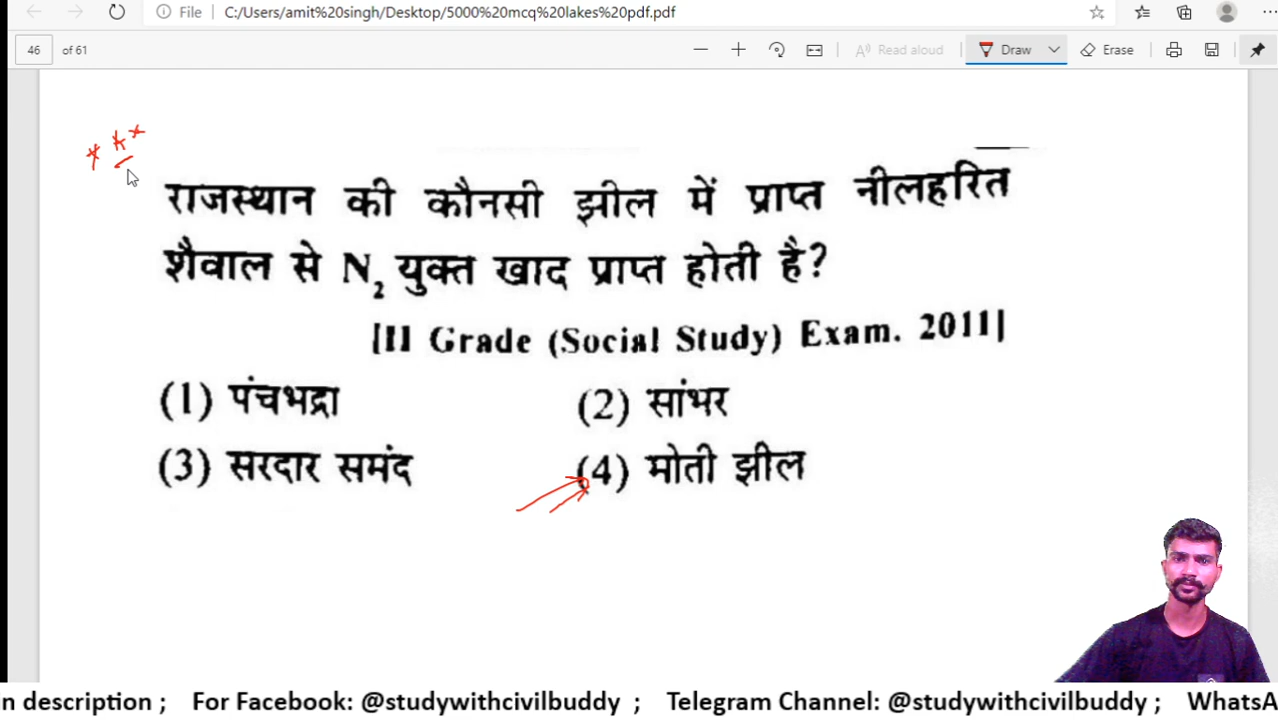 File C:/Users/amit%20singh/Desktop/5000%20mcq%20lakes%20pdf.pdf
46 of 61
Read aloud Draw Erase
राजस्थान की कौनसी झील में प्राप्त नीलहरित
शैवाल से N₂ युक्त खाद प्राप्त होती है?
[II Grade (Social Study) Exam. 2011]
(1) पंचभद्रा (2) सांभर
(3) सरदार समंद (4) मोती झील
n description ; For Facebook: @studywithcivilbuddy ; Telegram Channel: @studywithcivilbuddy ; WhatsA